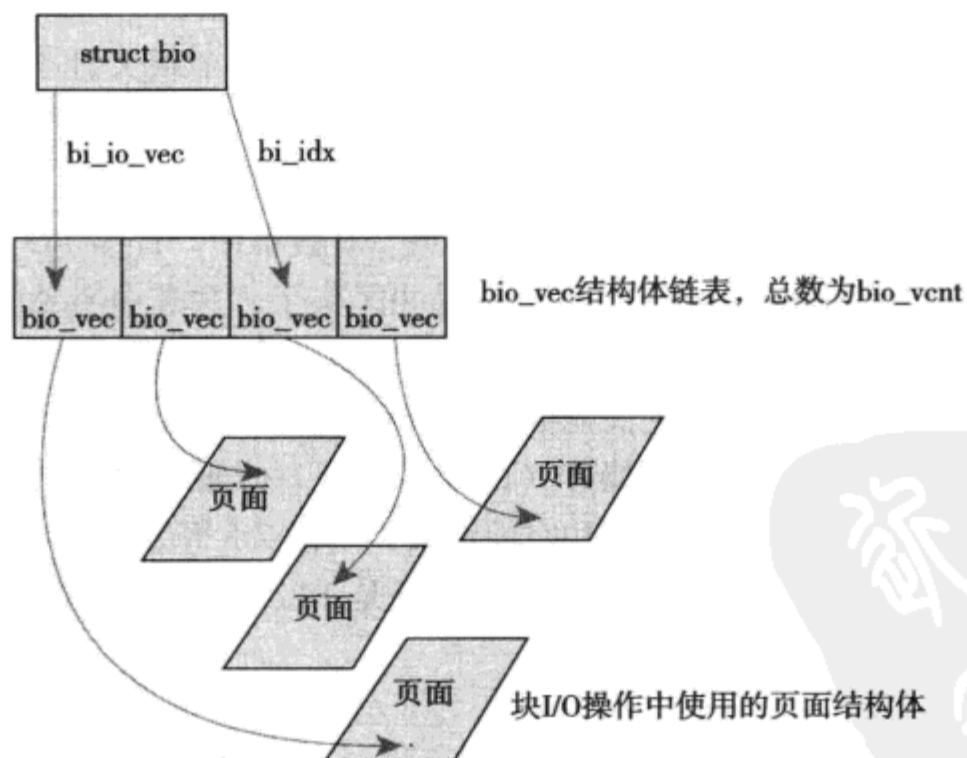 struct bio
bi_io_vec
bi_idx
bio_vec
bio_vec
bio_vec
bio_vec
bio_vec结构体链表，总数为bio_vcnt
页面
页面
页面
页面
块I/O操作中使用的页面结构体